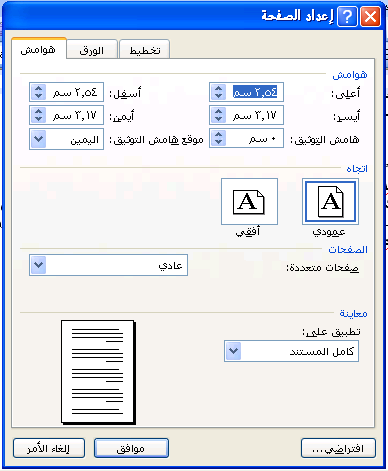 إعداد الصفحة
هوامش الورق تخطيط
هوامش
أعلى: ٢,٥٤ سم أسفل: ٢,٥٤ سم
أيسر: ٣,١٧ سم أيمن: ٣,١٧ سم
هامش التوثيق: ٠ سم موقع هامش التوثيق: اليمين
اتجاه
A A
عمودي أفقي
الصفحات
صفحات متعددة: عادي
معاينة
تطبيق على:
كامل المستند
افتراضي... موافق إلغاء الأمر